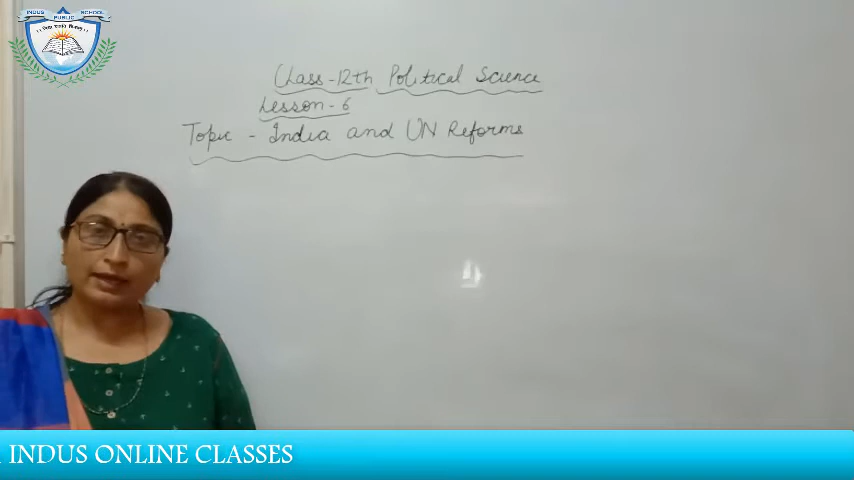 INDUS PUBLIC SCHOOL
Class-12th Political Science
Lesson-6
Topic - India and UN Reforms
INDUS ONLINE CLASSES